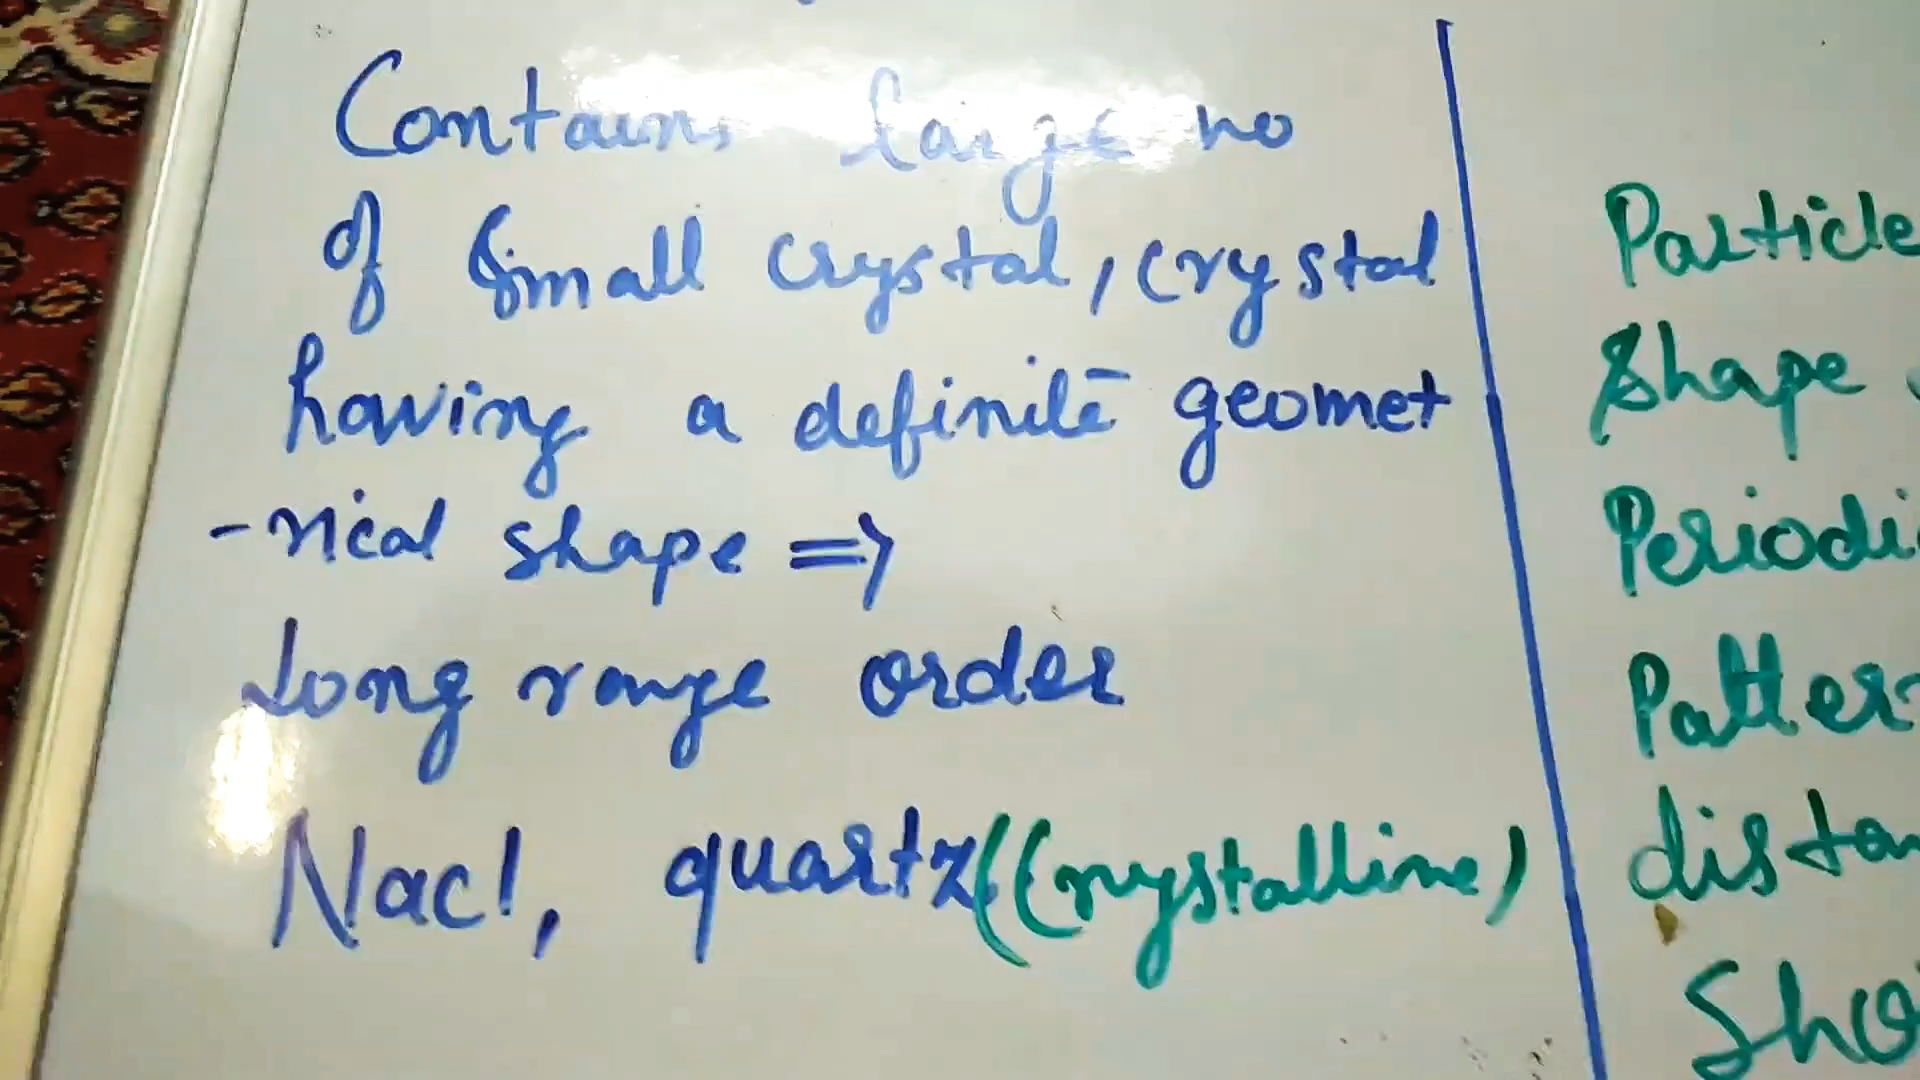 Contains large no
of small crystal, crystal
having a definite geomet
-rical shape =>
Long range order
NaCl, quartz (Crystalline)
Particle
Shape
Periodi
Patter
dista
Sho